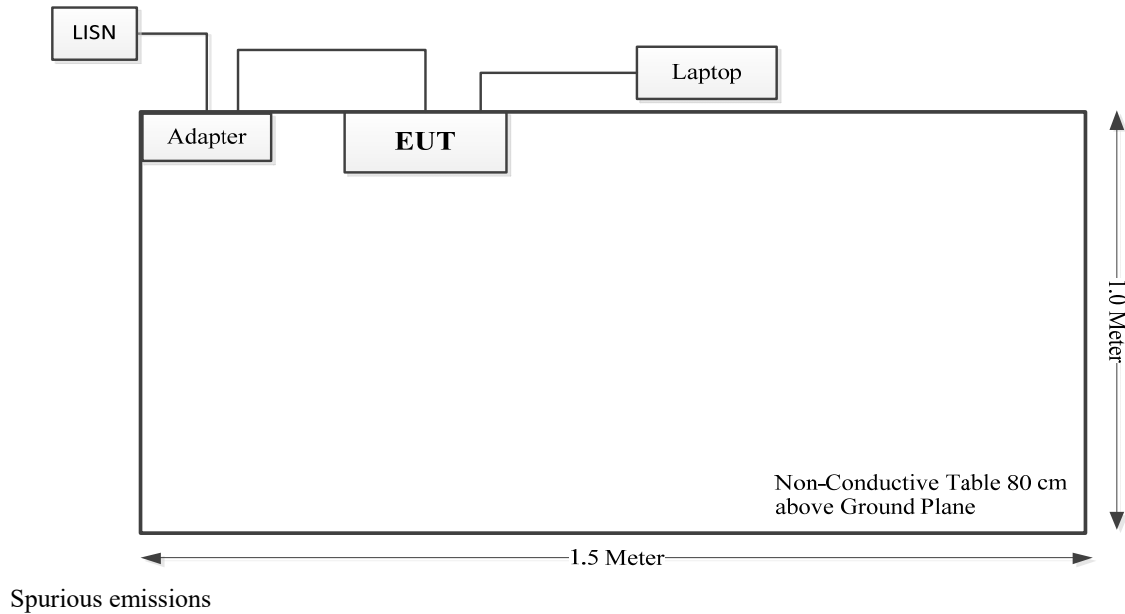 LISN
Laptop
Adapter
EUT
1.0 Meter
Non-Conductive Table 80 cm
above Ground Plane
1.5 Meter
Spurious emissions